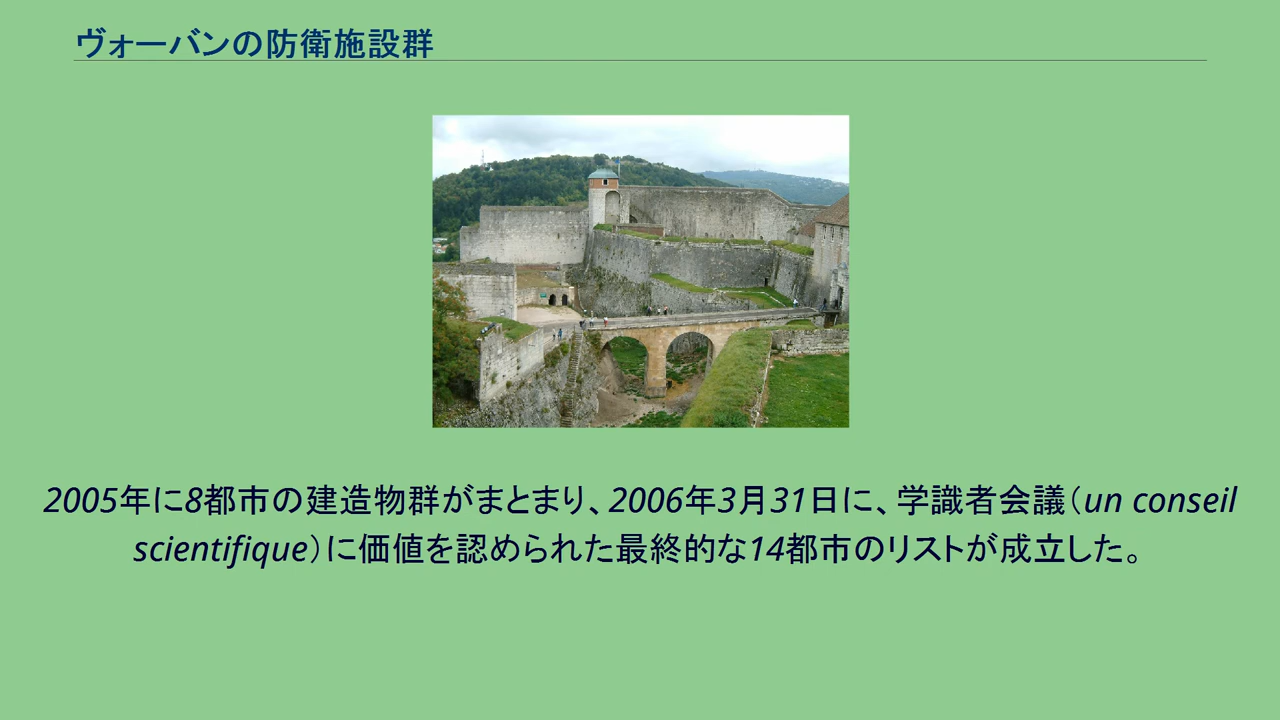 ヴォーバンの防衛施設群
2005年に8都市の建造物群がまとまり、2006年3月31日に、学識者会議（un conseil
scientifique）に価値を認められた最終的な14都市のリストが成立した。